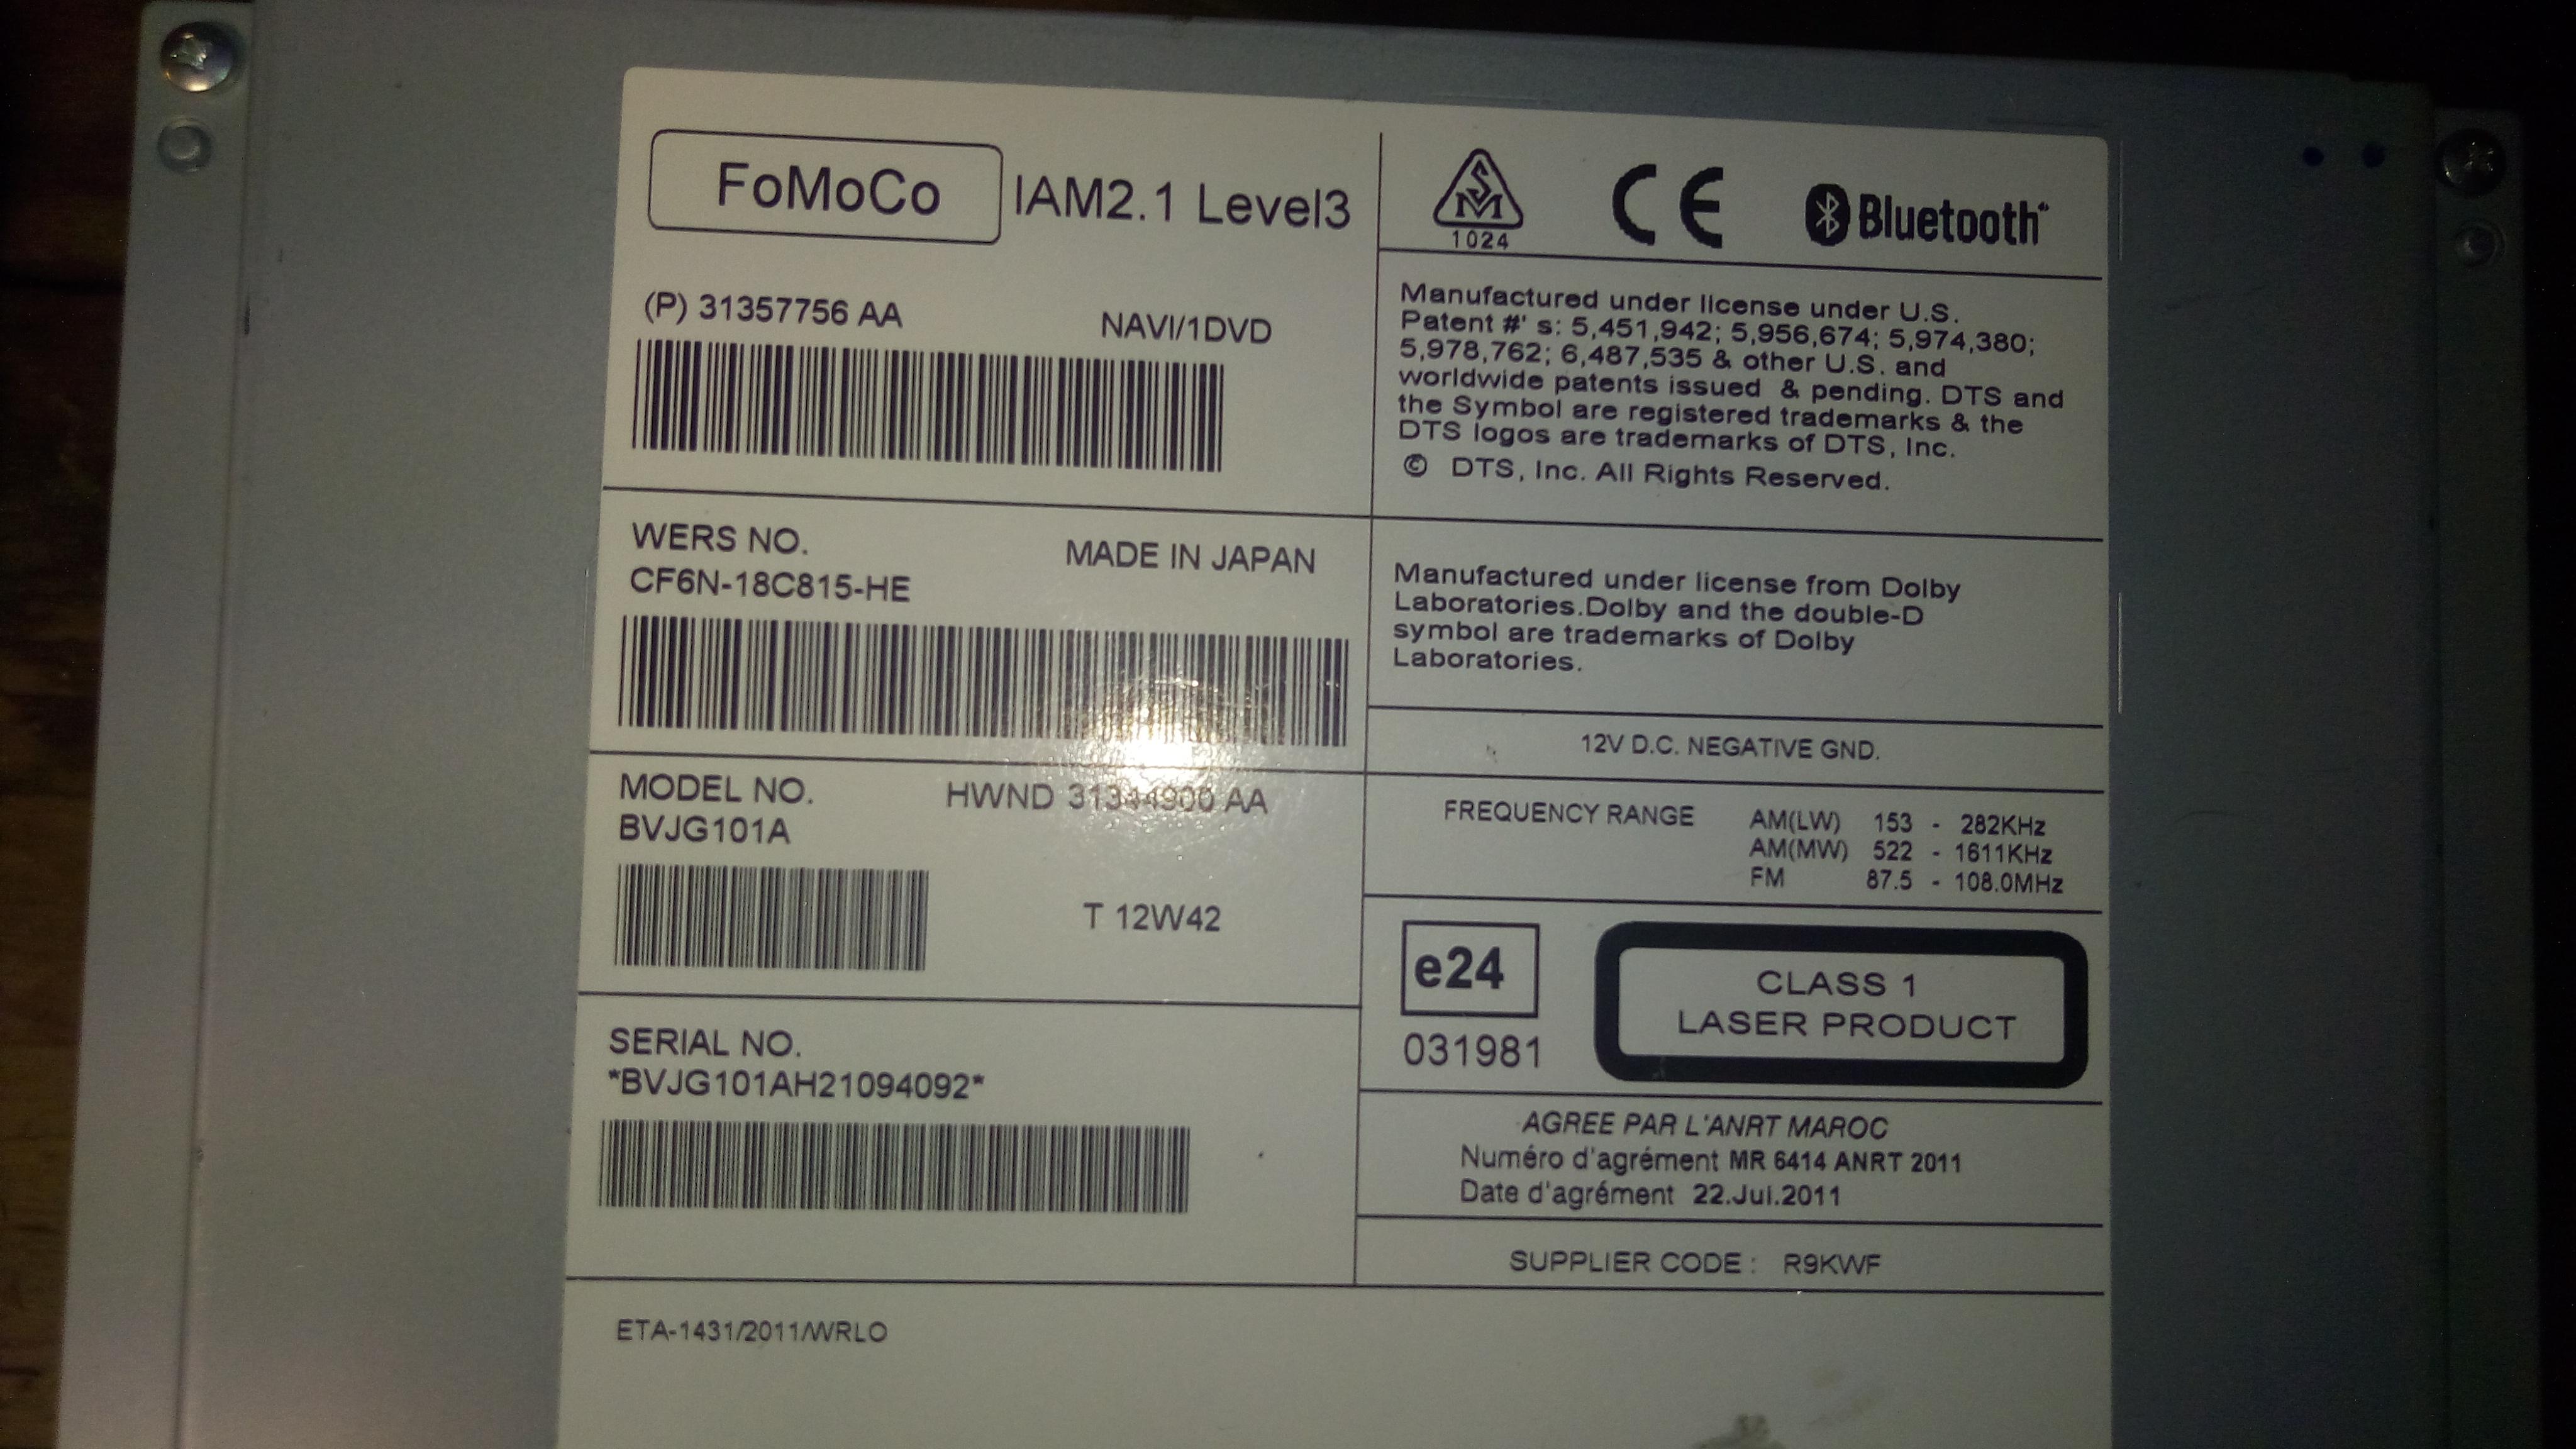 FoMoCo IAM2.1 Level3
(P) 31357756 AA
NAVI/1DVD
WERS NO.
MADE IN JAPAN
CF6N-18C815-HE
MODEL NO.
HWND 31344900 AA
BVJG101A
T 12W42
SERIAL NO.
*BVJG101AH21094092*
ETA-1431/2011/WRLO
SM
1024
CE
Bluetooth
Manufactured under license under U.S.
Patent #' s: 5,451,942; 5,956,674; 5,974,380;
5,978,762; 6,487,535 & other U.S. and
worldwide patents issued & pending. DTS and
the Symbol are registered trademarks & the
DTS logos are trademarks of DTS, Inc.
© DTS, Inc. All Rights Reserved.
Manufactured under license from Dolby
Laboratories.Dolby and the double-D
symbol are trademarks of Dolby
Laboratories.
12V D.C. NEGATIVE GND.
FREQUENCY RANGE AM(LW) 153 - 282KHz
AM(MW) 522 - 1611KHz
FM 87.5 - 108.0MHz
e24
031981
CLASS 1
LASER PRODUCT
AGREE PAR L'ANRT MAROC
Numéro d'agrément MR 6414 ANRT 2011
Date d'agrément 22.Jul.2011
SUPPLIER CODE : R9KWF